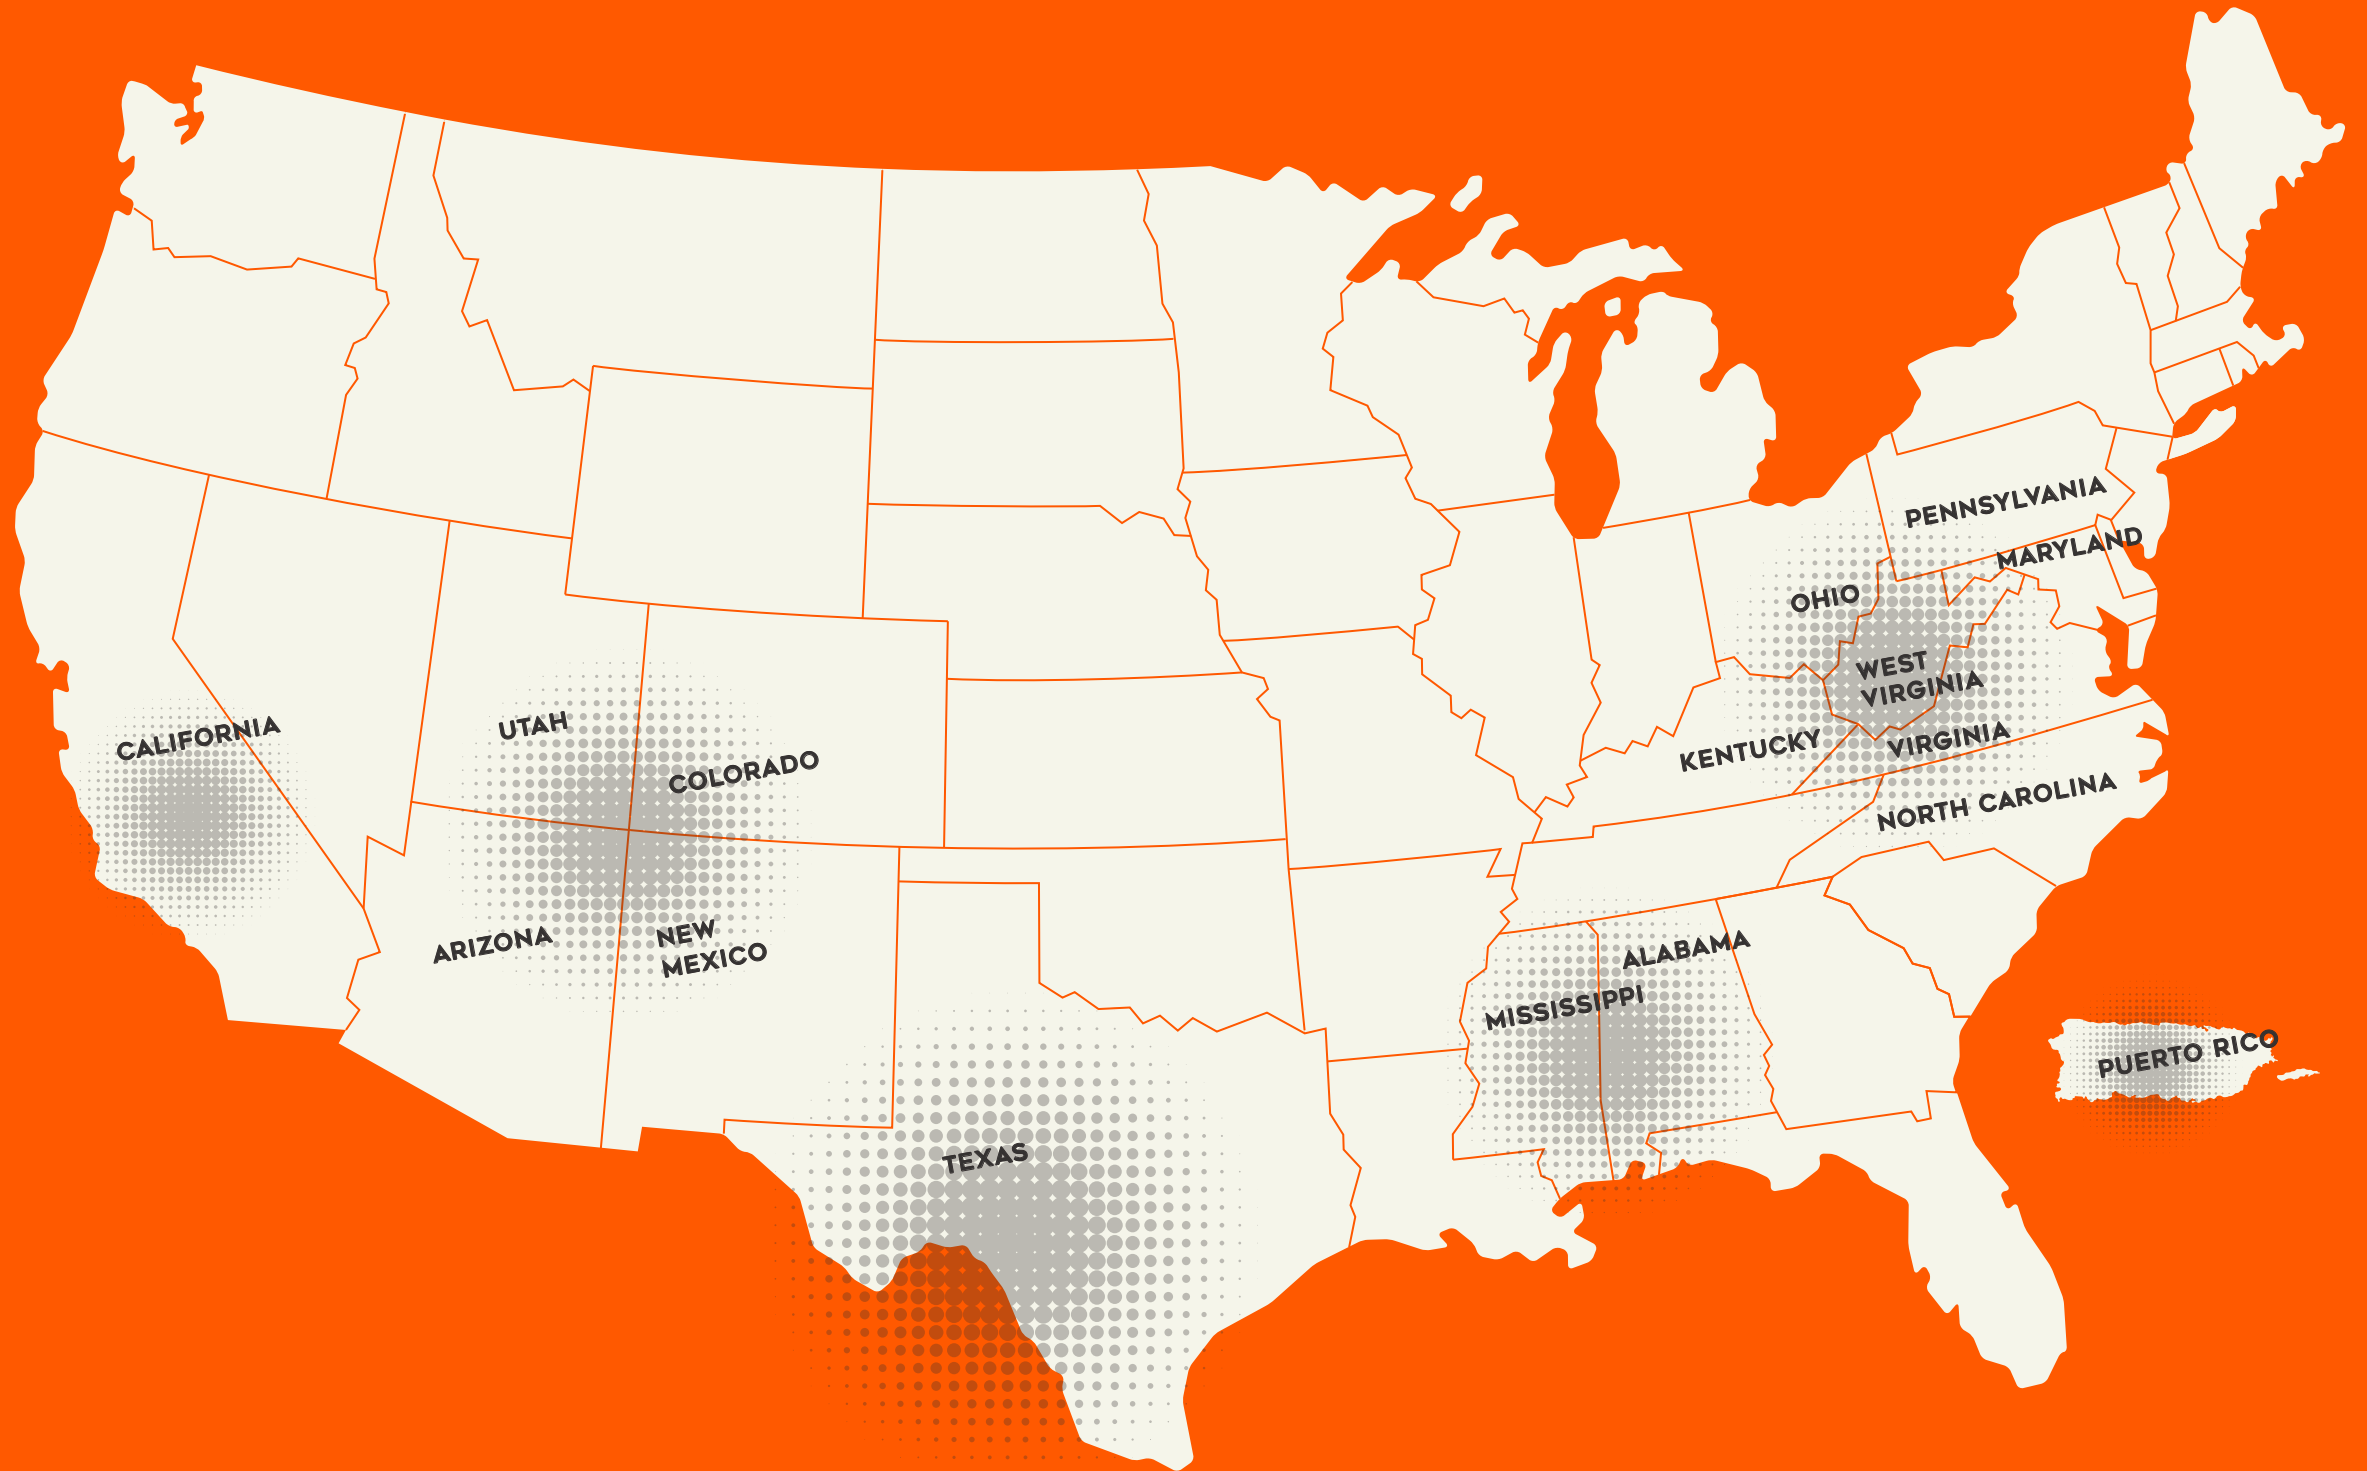 PENNSYLVANIA
MARYLAND
OHIO
WEST
VIRGINIA
KENTUCKY
VIRGINIA
NORTH CAROLINA
CALIFORNIA
UTAH
COLORADO
ARIZONA
NEW
MEXICO
ALABAMA
MISSISSIPPI
PUERTO RICO
TEXAS